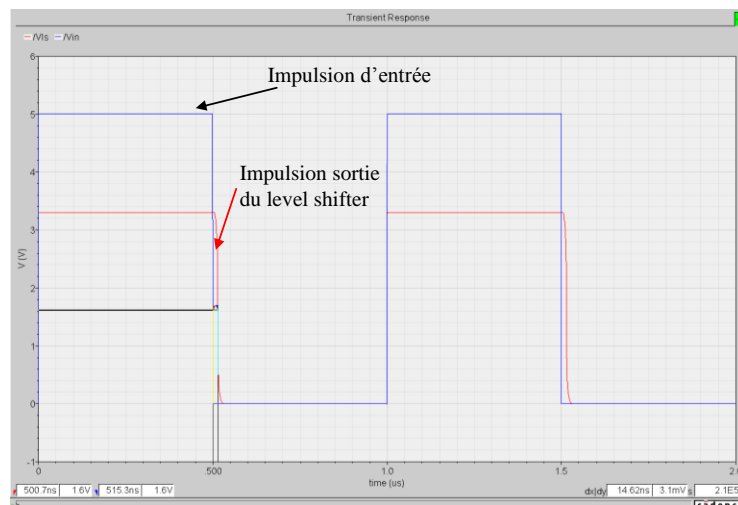 Transient Response
/Vls /Vin
6
Impulsion d'entrée
5
4
Impulsion sortie
du level shifter
3
V (V)
2
1
0
-1
0 .500 1.0 1.5 2.0
time (us)
500.7ns 1.6V 515.3ns 1.6V dx|dy 14.62ns 3.1mV s 2.1E5